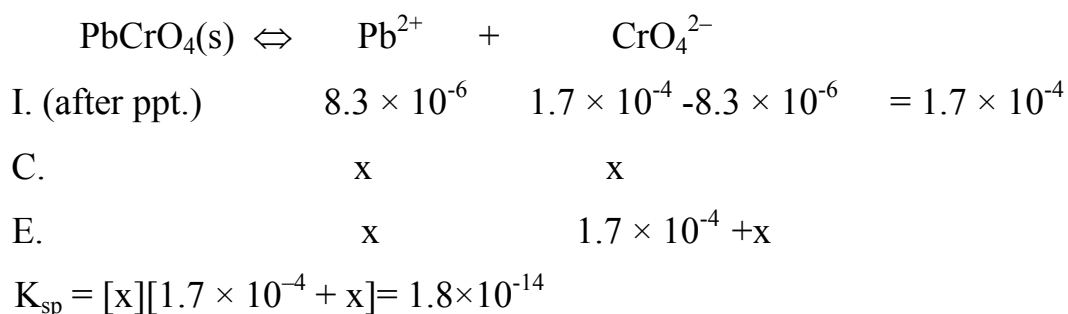 PbCrO₄(s) ⇔ Pb²⁺ + CrO₄²⁻
I. (after ppt.) 8.3 × 10⁻⁶ 1.7 × 10⁻⁴ -8.3 × 10⁻⁶ = 1.7 × 10⁻⁴
C. x x
E. x 1.7 × 10⁻⁴ +x
Kₛₚ = [x][1.7 × 10⁻⁴ + x]= 1.8×10⁻¹⁴